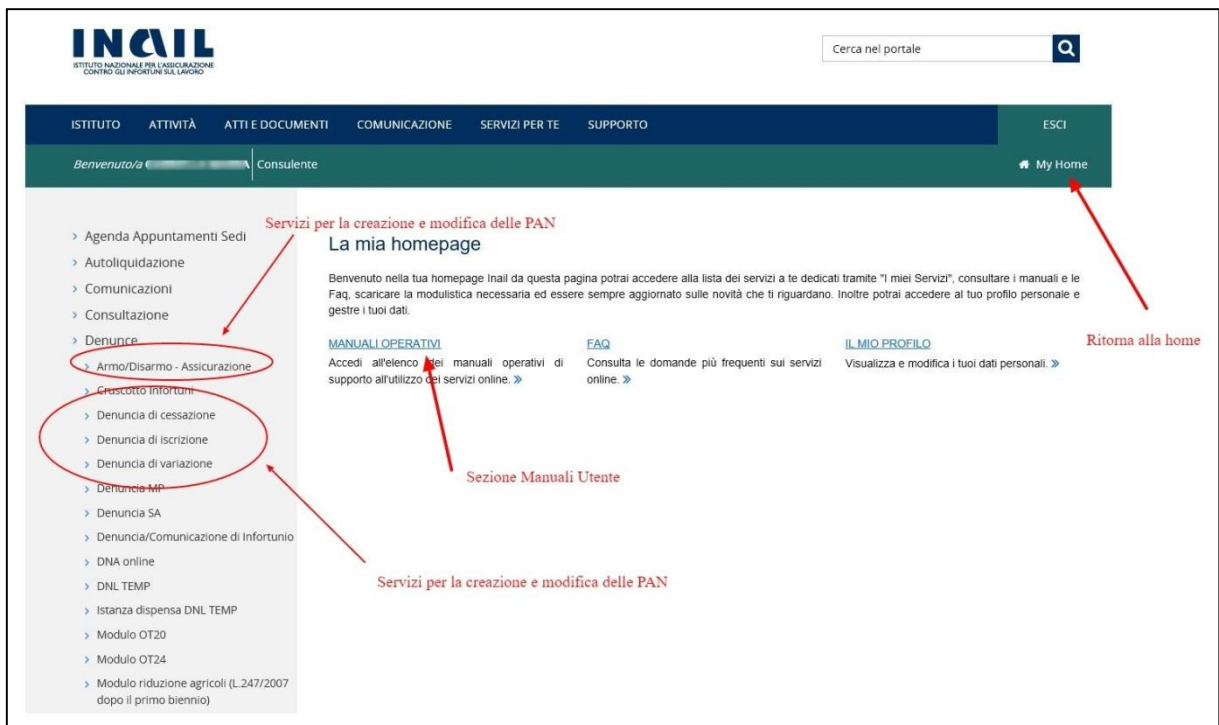 INAIL
ISTITUTO NAZIONALE PER L'ASSICURAZIONE
CONTRO GLI INFORTUNI SUL LAVORO
Cerca nel portale
ISTITUTO ATTIVITÀ ATTI E DOCUMENTI COMUNICAZIONE SERVIZI PER TE SUPPORTO ESCI
Benvenuto/a Consulente My Home
Servizi per la creazione e modifica delle PAN
Agenda Appuntamenti Sedi
Autoliquidazione
Comunicazioni
Consultazione
Denunce
Armo/Disarmo - Assicurazione
Cruscotto Infortuni
Denuncia di cessazione
Denuncia di iscrizione
Denuncia di variazione
Denuncia MP
Denuncia SA
Denuncia/Comunicazione di Infortunio
DNA online
DNL TEMP
Istanza dispensa DNL TEMP
Modulo OT20
Modulo OT24
Modulo riduzione agricoli (L.247/2007
dopo il primo biennio)
La mia homepage
Benvenuto nella tua homepage Inail da questa pagina potrai accedere alla lista dei servizi a te dedicati tramite "I miei Servizi", consultare i manuali e le
Faq, scaricare la modulistica necessaria ed essere sempre aggiornato sulle novità che ti riguardano. Inoltre potrai accedere al tuo profilo personale e
gestre i tuoi dati.
MANUALI OPERATIVI
Accedi all'elenco dei manuali operativi di
supporto all'utilizzo dei servizi online.
FAQ
Consulta le domande più frequenti sui servizi
online.
IL MIO PROFILO
Visualizza e modifica i tuoi dati personali.
Ritorna alla home
Sezione Manuali Utente
Servizi per la creazione e modifica delle PAN